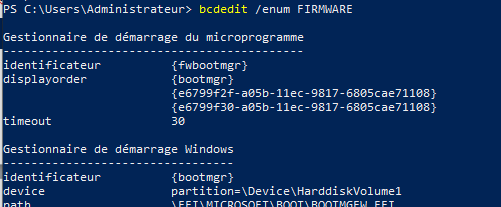 PS C:\Users\Administrateur> bcdedit /enum FIRMWARE
Gestionnaire de démarrage du microprogramme
-------------------------------------------
identificateur {fwbootmgr}
displayorder {bootmgr}
{e6799f2f-a05b-11ec-9817-6805cae71108}
{e6799f30-a05b-11ec-9817-6805cae71108}
timeout 30
Gestionnaire de démarrage Windows
---------------------------------
identificateur {bootmgr}
device partition=\Device\HarddiskVolume1
path \EFI\MICROSOFT\BOOT\BOOTMGFW.EFI